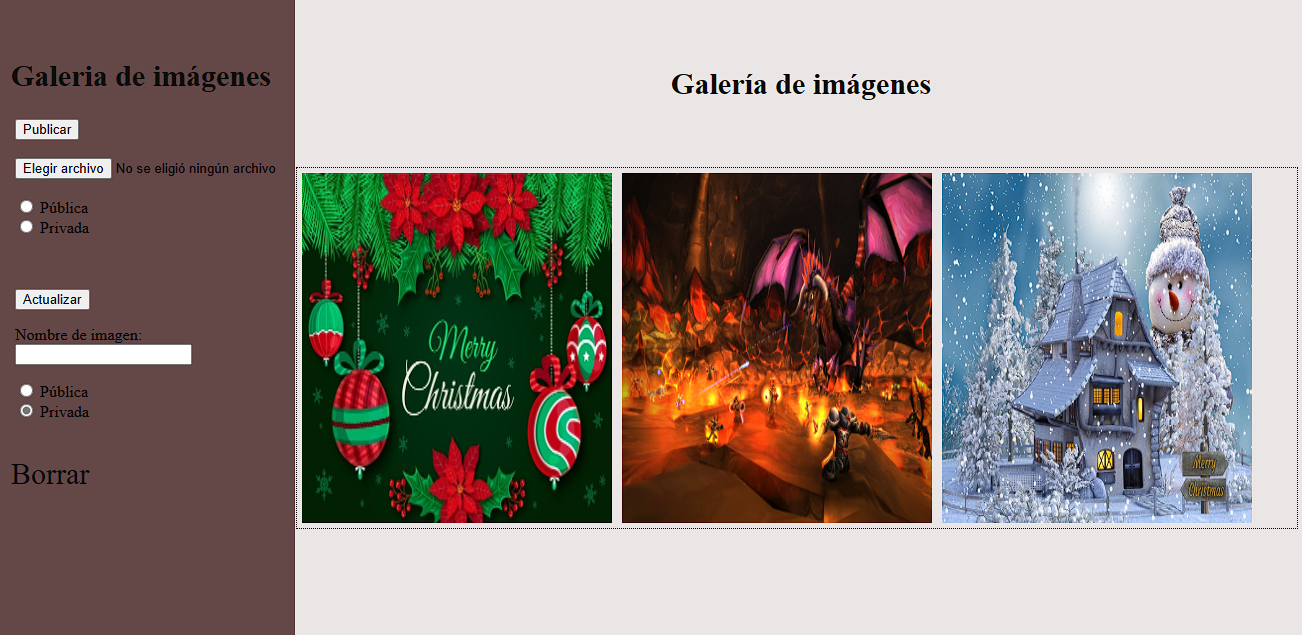 Galeria de imágenes
Publicar
Elegir archivo No se eligió ningún archivo
Pública
Privada
Actualizar
Nombre de imagen:
Pública
Privada
Borrar
Galería de imágenes
Merry
Christmas
Merry
Christmas